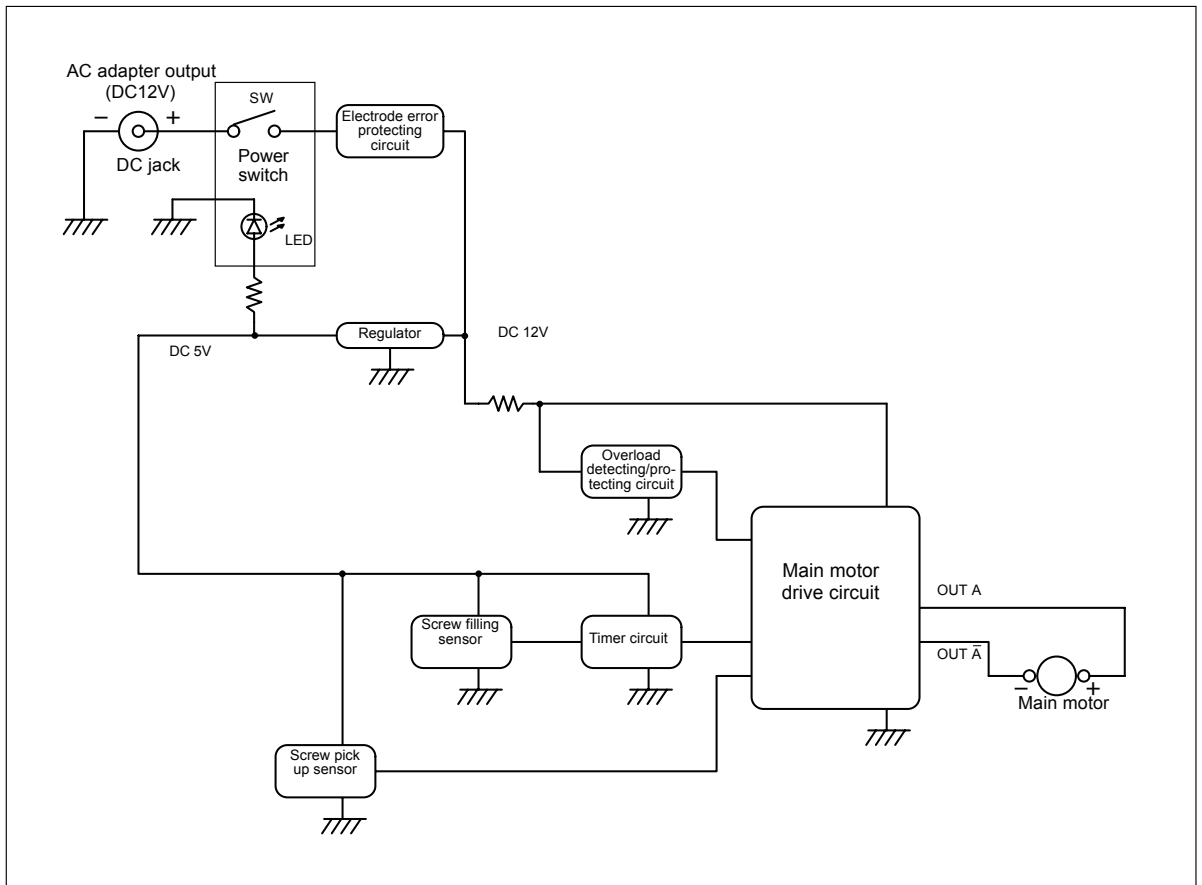 AC adapter output
(DC12V)
SW
− +
DC jack
Power
switch
Electrode error
protecting
circuit
LED
DC 5V
Regulator
DC 12V
Overload
detecting/pro-
tecting circuit
Main motor
drive circuit
OUT A
OUT A̅
− +
Main motor
Screw filling
sensor
Timer circuit
Screw pick
up sensor